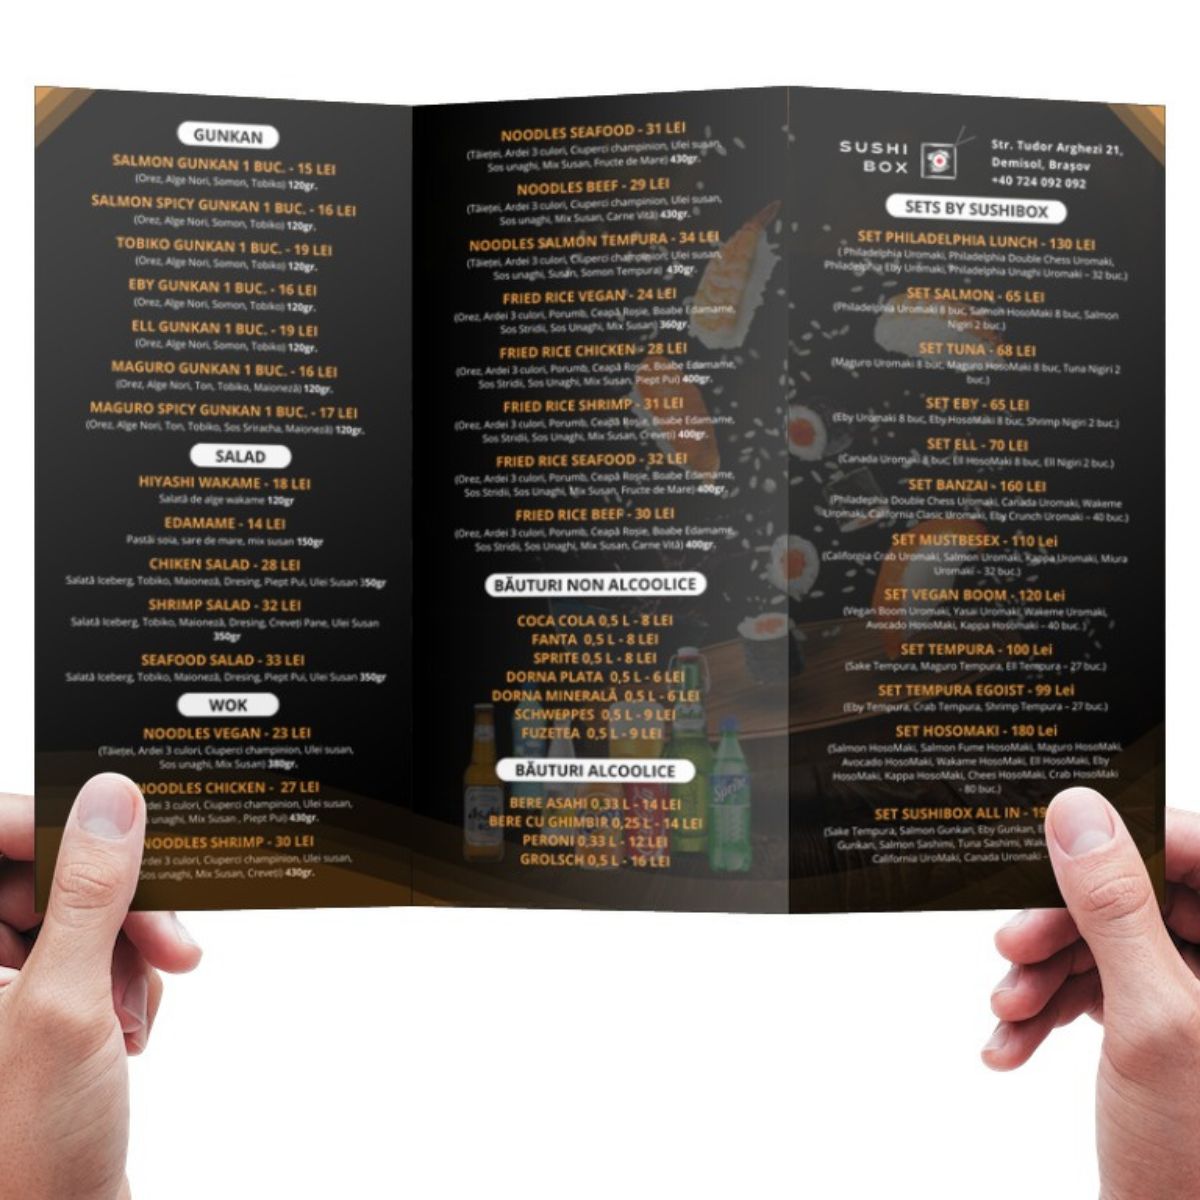 GUNKAN
SALMON GUNKAN 1 BUC. - 15 LEI
(Orez, Alge Nori, Somon, Tobiko) 120gr.
SALMON SPICY GUNKAN 1 BUC. - 16 LEI
(Orez, Alge Nori, Somon, Tobiko) 120gr.
TOBIKO GUNKAN 1 BUC. - 19 LEI
(Orez, Alge Nori, Somon, Tobiko) 120gr.
EBY GUNKAN 1 BUC. - 16 LEI
(Orez, Alge Nori, Somon, Tobiko) 120gr.
ELL GUNKAN 1 BUC. - 19 LEI
(Orez, Alge Nori, Somon, Tobiko) 120gr.
MAGURO GUNKAN 1 BUC. - 16 LEI
(Orez, Alge Nori, Ton, Tobiko, Maioneză) 120gr.
MAGURO SPICY GUNKAN 1 BUC. - 17 LEI
(Orez, Alge Nori, Ton, Tobiko, Sos Sriracha, Maioneză) 120gr.
SALAD
HIYASHI WAKAME - 18 LEI
Salată de alge wakame 120gr
EDAMAME - 14 LEI
Pastăi soia, sare de mare, mix susan 150gr
CHIKEN SALAD - 28 LEI
Salată Iceberg, Tobiko, Maioneză, Dresing, Piept Pui, Ulei Susan 350gr
SHRIMP SALAD - 32 LEI
Salată Iceberg, Tobiko, Maioneză, Dresing, Creveți Pane, Ulei Susan
350gr
SEAFOOD SALAD - 33 LEI
Salată Iceberg, Tobiko, Maioneză, Dresing, Piept Pui, Ulei Susan 350gr
WOK
NOODLES VEGAN - 23 LEI
(Tăieței, Ardei 3 culori, Ciuperci champinion, Ulei susan,
Sos unaghi, Mix Susan) 380gr.
NOODLES CHICKEN - 27 LEI
dei 3 culori, Ciuperci champinion, Ulei susan,
aghi, Mix Susan , Piept Pui) 430gr.
NOODLES SHRIMP - 30 LEI
rdei 3 culori, Ciuperci champinion, Ulei susan,
Sos unaghi, Mix Susan, Creveți) 430gr.
NOODLES SEAFOOD - 31 LEI
(Tăieței, Ardei 3 culori, Ciuperci champinion, Ulei susan,
Sos unaghi, Mix Susan, Fructe de Mare) 430gr.
NOODLES BEEF - 29 LEI
(Tăieței, Ardei 3 culori, Ciuperci champinion, Ulei susan,
Sos unaghi, Mix Susan, Carne Vită) 430gr.
NOODLES SALMON TEMPURA - 34 LEI
(Tăieței, Ardei 3 culori, Ciuperci champinion, Ulei susan,
Sos unaghi, Susan, Somon Tempura) 430gr.
FRIED RICE VEGAN - 24 LEI
(Orez, Ardei 3 culori, Porumb, Ceapă Roșie, Boabe Edamame,
Sos Stridii, Sos Unaghi, Mix Susan) 360gr.
FRIED RICE CHICKEN - 28 LEI
(Orez, Ardei 3 culori, Porumb, Ceapă Roșie, Boabe Edamame,
Sos Stridii, Sos Unaghi, Mix Susan, Piept Pui) 400gr.
FRIED RICE SHRIMP - 31 LEI
(Orez, Ardei 3 culori, Porumb, Ceapă Roșie, Boabe Edamame,
Sos Stridii, Sos Unaghi, Mix Susan, Creveți) 400gr.
FRIED RICE SEAFOOD - 32 LEI
(Orez, Ardei 3 culori, Porumb, Ceapă Roșie, Boabe Edamame,
Sos Stridii, Sos Unaghi, Mix Susan, Fructe de Mare) 400gr.
FRIED RICE BEEF - 30 LEI
(Orez, Ardei 3 culori, Porumb, Ceapă Roșie, Boabe Edamame,
Sos Stridii, Sos Unaghi, Mix Susan, Carne Vită) 400gr.
BĂUTURI NON ALCOOLICE
COCA COLA 0,5 L - 8 LEI
FANTA 0,5 L - 8 LEI
SPRITE 0,5 L - 8 LEI
DORNA PLATA 0,5 L - 6 LEI
DORNA MINERALĂ 0,5 L - 6 LEI
SCHWEPPES 0,5 L - 9 LEI
FUZETEA 0,5 L - 9 LEI
BĂUTURI ALCOOLICE
BERE ASAHI 0,33 L - 14 LEI
BERE CU GHIMBIR 0,25 L - 14 LEI
PERONI 0,33 L - 12 LEI
GROLSCH 0,5 L - 16 LEI
Sprite
SUSHI
BOX
Str. Tudor Arghezi 21,
Demisol, Brașov
+40 724 092 092
SETS BY SUSHIBOX
SET PHILADELPHIA LUNCH - 130 LEI
( Philadelphia Uromaki, Philadelphia Double Chess Uromaki,
Philadelphia Eby Uromaki, Philadelphia Unaghi Uromaki – 32 buc.)
SET SALMON - 65 LEI
(Philadelphia Uromaki 8 buc, Salmon HosoMaki 8 buc, Salmon
Nigiri 2 buc.)
SET TUNA - 68 LEI
(Maguro Uromaki 8 buc, Maguro HosoMaki 8 buc, Tuna Nigiri 2
buc.)
SET EBY - 65 LEI
(Eby Uromaki 8 buc, Eby HosoMaki 8 buc, Shrimp Nigiri 2 buc.)
SET ELL - 70 LEI
(Canada Uromaki 8 buc, Ell HosoMaki 8 buc, Ell Nigiri 2 buc.)
SET BANZAI - 160 LEI
(Philadephia Double Chess Uromaki, Canada Uromaki, Wakeme
Uromaki, California Clasic Uromaki, Eby Crunch Uromaki – 40 buc.)
SET MUSTBESEX - 110 Lei
(California Crab Uromaki, Salmon Uromaki, Kappa Uromaki, Miura
Uromaki – 32 buc.)
SET VEGAN BOOM - 120 Lei
(Vegan Boom Uromaki, Yasai Uromaki, Wakeme Uromaki,
Avocado HosoMaki, Kappa Hosomaki – 40 buc. )
SET TEMPURA - 100 Lei
(Sake Tempura, Maguro Tempura, Ell Tempura – 27 buc.)
SET TEMPURA EGOIST - 99 Lei
(Eby Tempura, Crab Tempura, Shrimp Tempura – 27 buc.)
SET HOSOMAKI - 180 Lei
(Salmon HosoMaki, Salmon Fume HosoMaki, Maguro HosoMaki,
Avocado HosoMaki, Wakame HosoMaki, Ell HosoMaki, Eby
HosoMaki, Kappa HosoMaki, Chees HosoMaki, Crab HosoMaki
- 80 buc.)
SET SUSHIBOX ALL IN - 19
(Sake Tempura, Salmon Gunkan, Eby Gunkan, E
Gunkan, Salmon Sashimi, Tuna Sashimi, Wak
California UroMaki, Canada Uromaki -